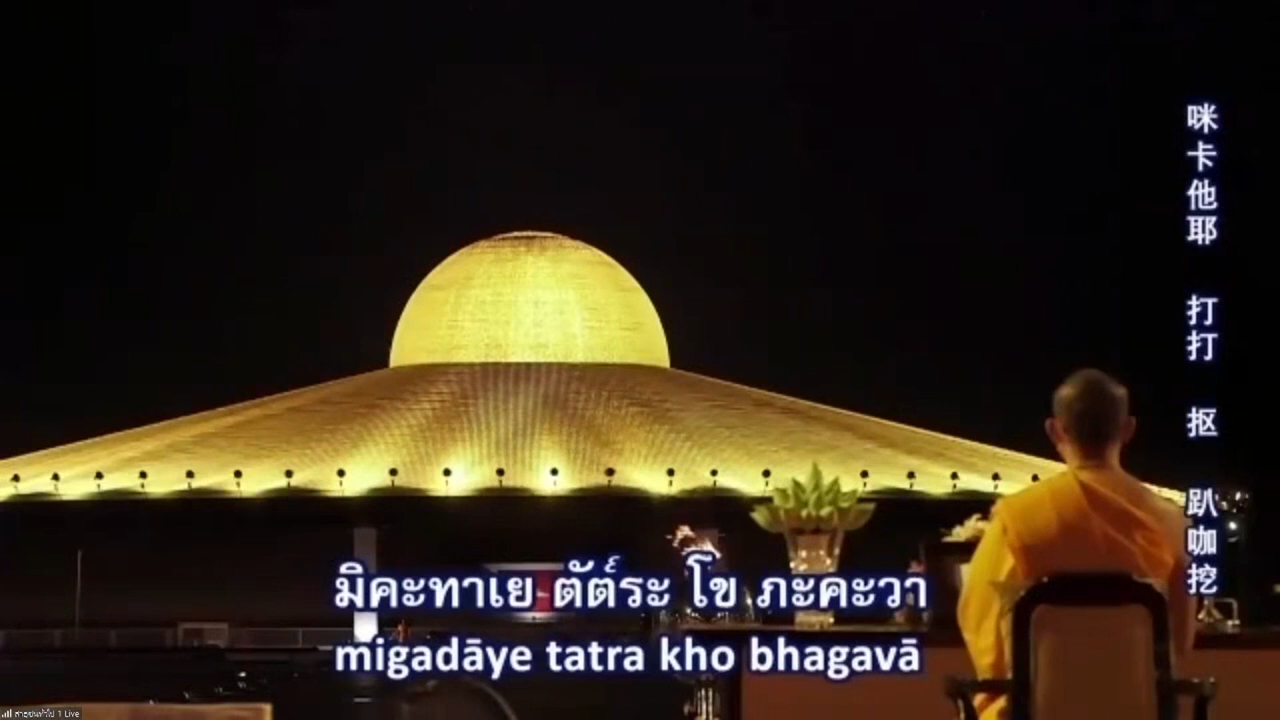 咪卡他耶 打打 抠 趴咖挖
มิคะทาเย ตัต์ระ โข ภะคะวา
migadāye tatra kho bhagavā